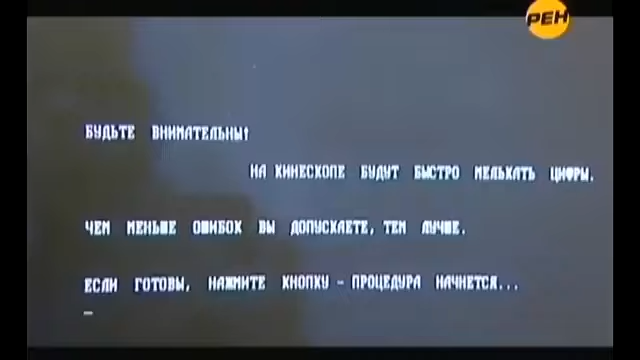 РЕН
БУДЬТЕ ВНИМАТЕЛЬНЫ!
НА КИНЕСКОПЕ БУДУТ БЫСТРО МЕЛЬКАТЬ ЦИФРЫ.
ЧЕМ МЕНЬШЕ ОШИБОК ВЫ ДОПУСКАЕТЕ, ТЕМ ЛУЧШЕ.
ЕСЛИ ГОТОВЫ, НАЖМИТЕ КНОПКУ - ПРОЦЕДУРА НАЧНЕТСЯ...